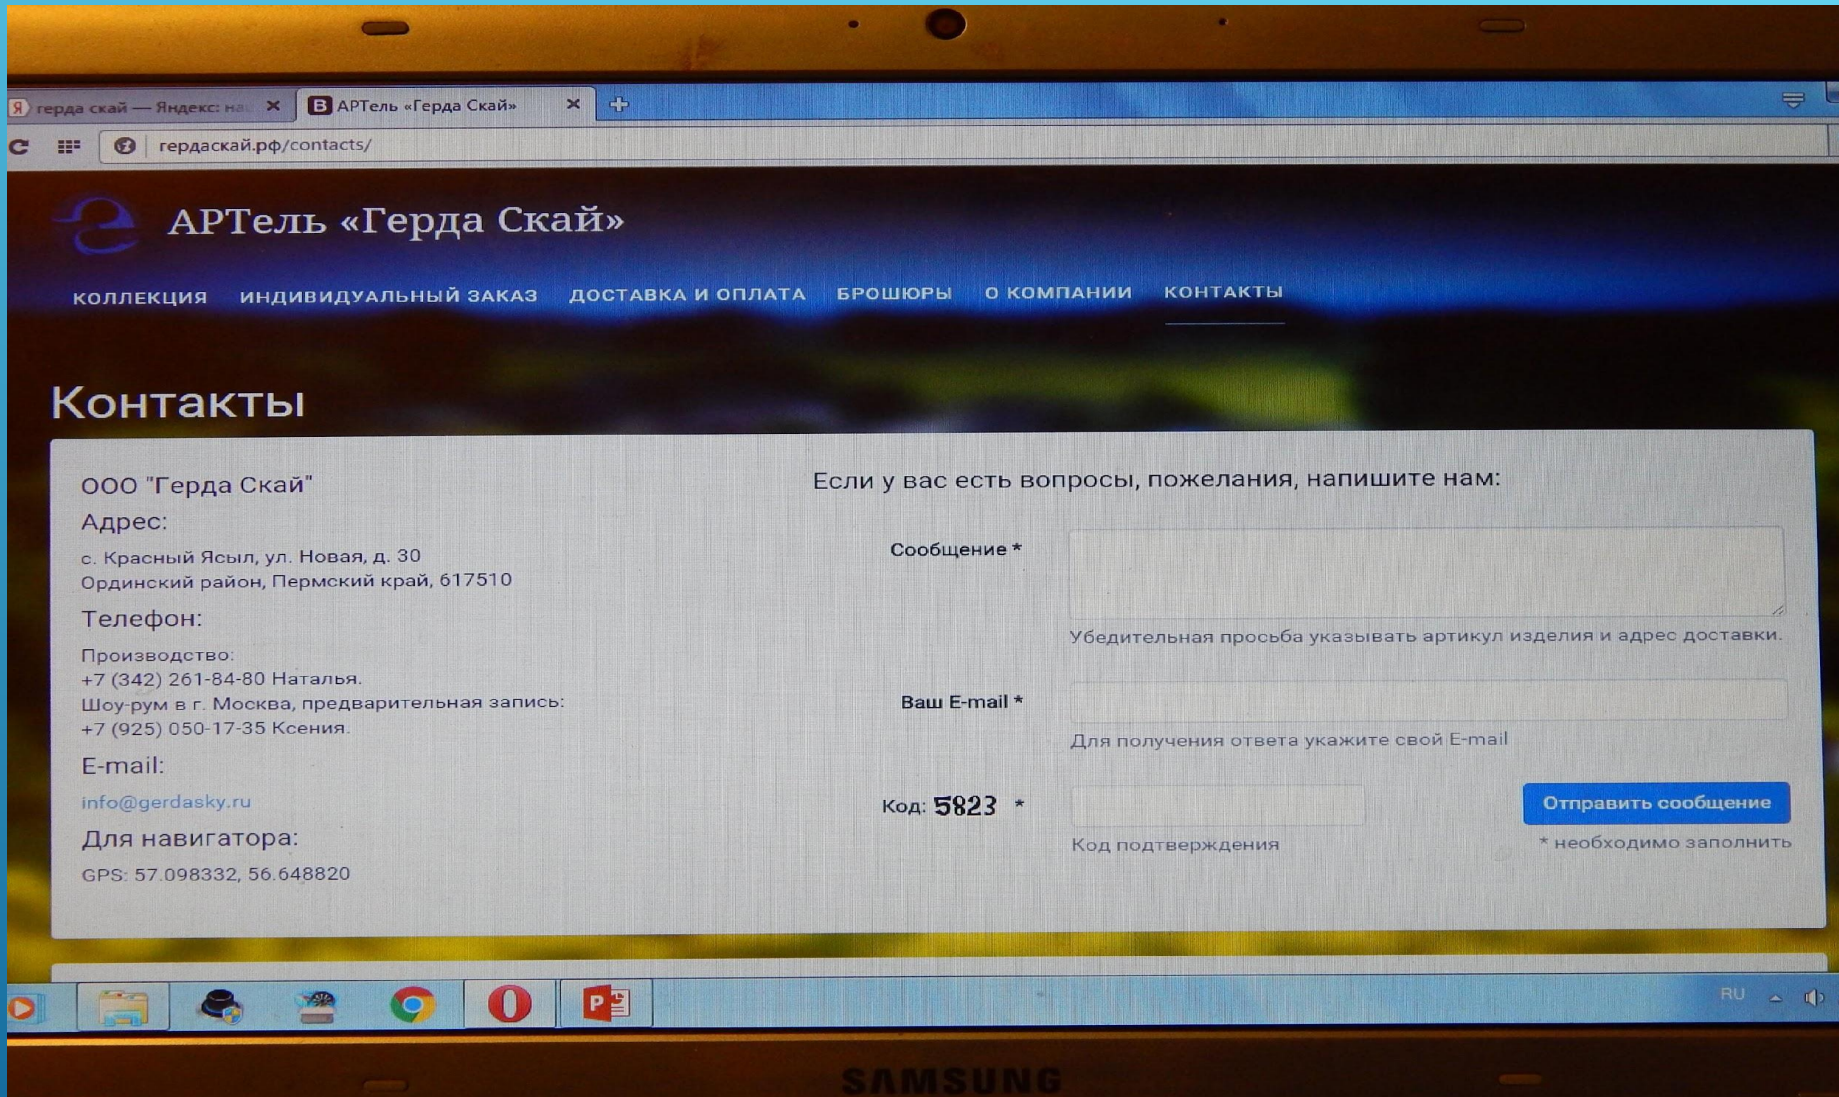 герда скай — Яндекс: на
АРТель «Герда Скай»
гердаскай.рф/contacts/
АРТель «Герда Скай»
КОЛЛЕКЦИЯ ИНДИВИДУАЛЬНЫЙ ЗАКАЗ ДОСТАВКА И ОПЛАТА БРОШЮРЫ О КОМПАНИИ КОНТАКТЫ
Контакты
ООО "Герда Скай"
Адрес:
с. Красный Ясыл, ул. Новая, д. 30
Ординский район, Пермский край, 617510
Телефон:
Производство:
+7 (342) 261-84-80 Наталья.
Шоу-рум в г. Москва, предварительная запись:
+7 (925) 050-17-35 Ксения.
E-mail:
info@gerdasky.ru
Для навигатора:
GPS: 57.098332, 56.648820
Если у вас есть вопросы, пожелания, напишите нам:
Сообщение *
Убедительная просьба указывать артикул изделия и адрес доставки.
Ваш E-mail *
Для получения ответа укажите свой E-mail
Код: 5823 *
Отправить сообщение
Код подтверждения
* необходимо заполнить
RU
SAMSUNG